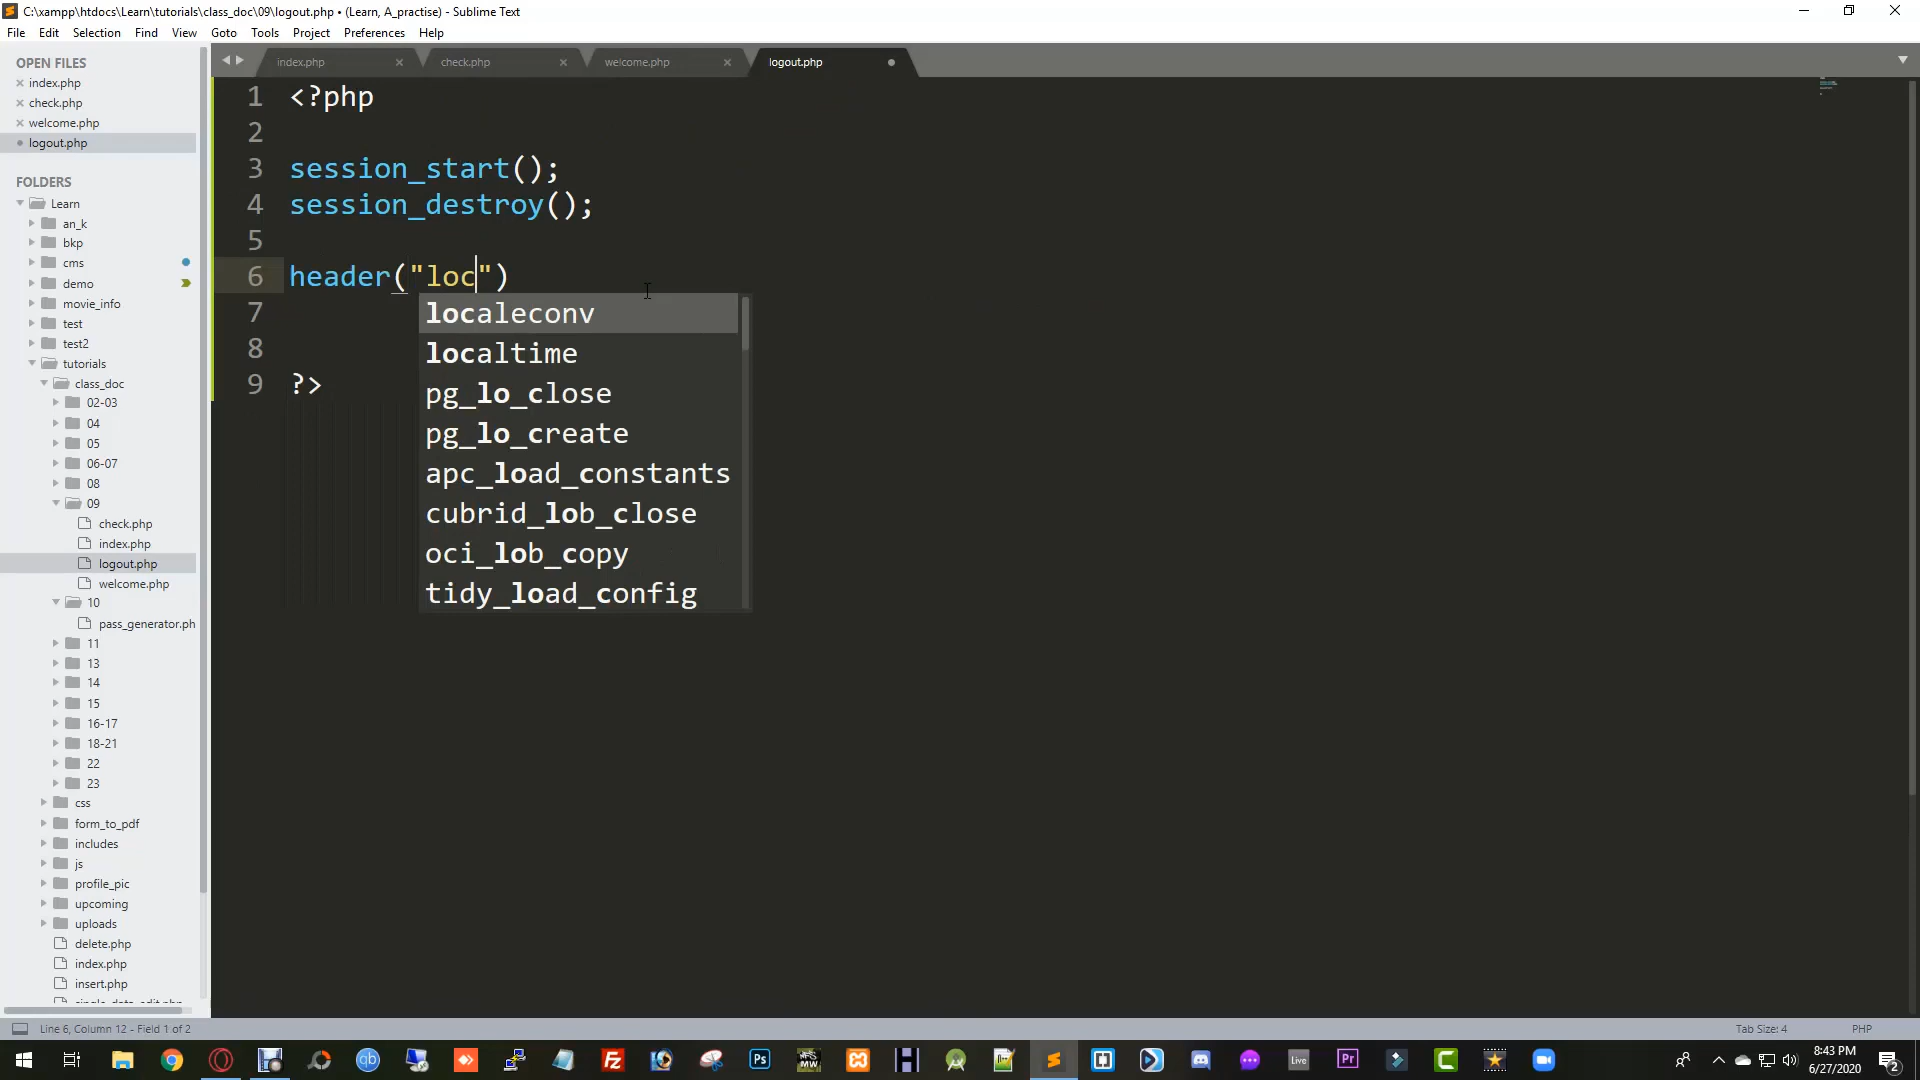 C:\xampp\htdocs\Learn\tutorials\class_doc\09\logout.php • (Learn, A_practise) - Sublime Text
File Edit Selection Find View Goto Tools Project Preferences Help
OPEN FILES
index.php
check.php
welcome.php
logout.php
FOLDERS
Learn
an_k
bkp
cms
demo
movie_info
test
test2
tutorials
class_doc
02-03
04
05
06-07
08
09
check.php
index.php
logout.php
welcome.php
10
pass_generator.ph
11
13
14
15
16-17
18-21
22
23
css
form_to_pdf
includes
js
profile_pic
upcoming
uploads
delete.php
index.php
insert.php
index.php check.php welcome.php logout.php
1 <?php
2
3 session_start();
4 session_destroy();
5
6 header("loc")
7
8
9 ?>
localeconv
localtime
pg_lo_close
pg_lo_create
apc_load_constants
cubrid_lob_close
oci_lob_copy
tidy_load_config
Line 6, Column 12 - Field 1 of 2 Tab Size: 4 PHP
qb Ps Live Pr
8:43 PM
6/27/2020
2